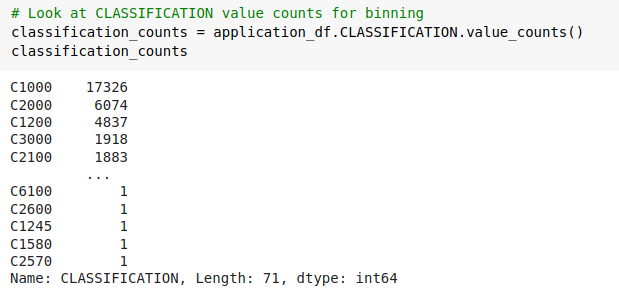 # Look at CLASSIFICATION value counts for binning
classification_counts = application_df.CLASSIFICATION.value_counts()
classification_counts
C1000    17326
C2000     6074
C1200     4837
C3000     1918
C2100     1883
...
C6100        1
C2600        1
C1245        1
C1580        1
C2570        1
Name: CLASSIFICATION, Length: 71, dtype: int64